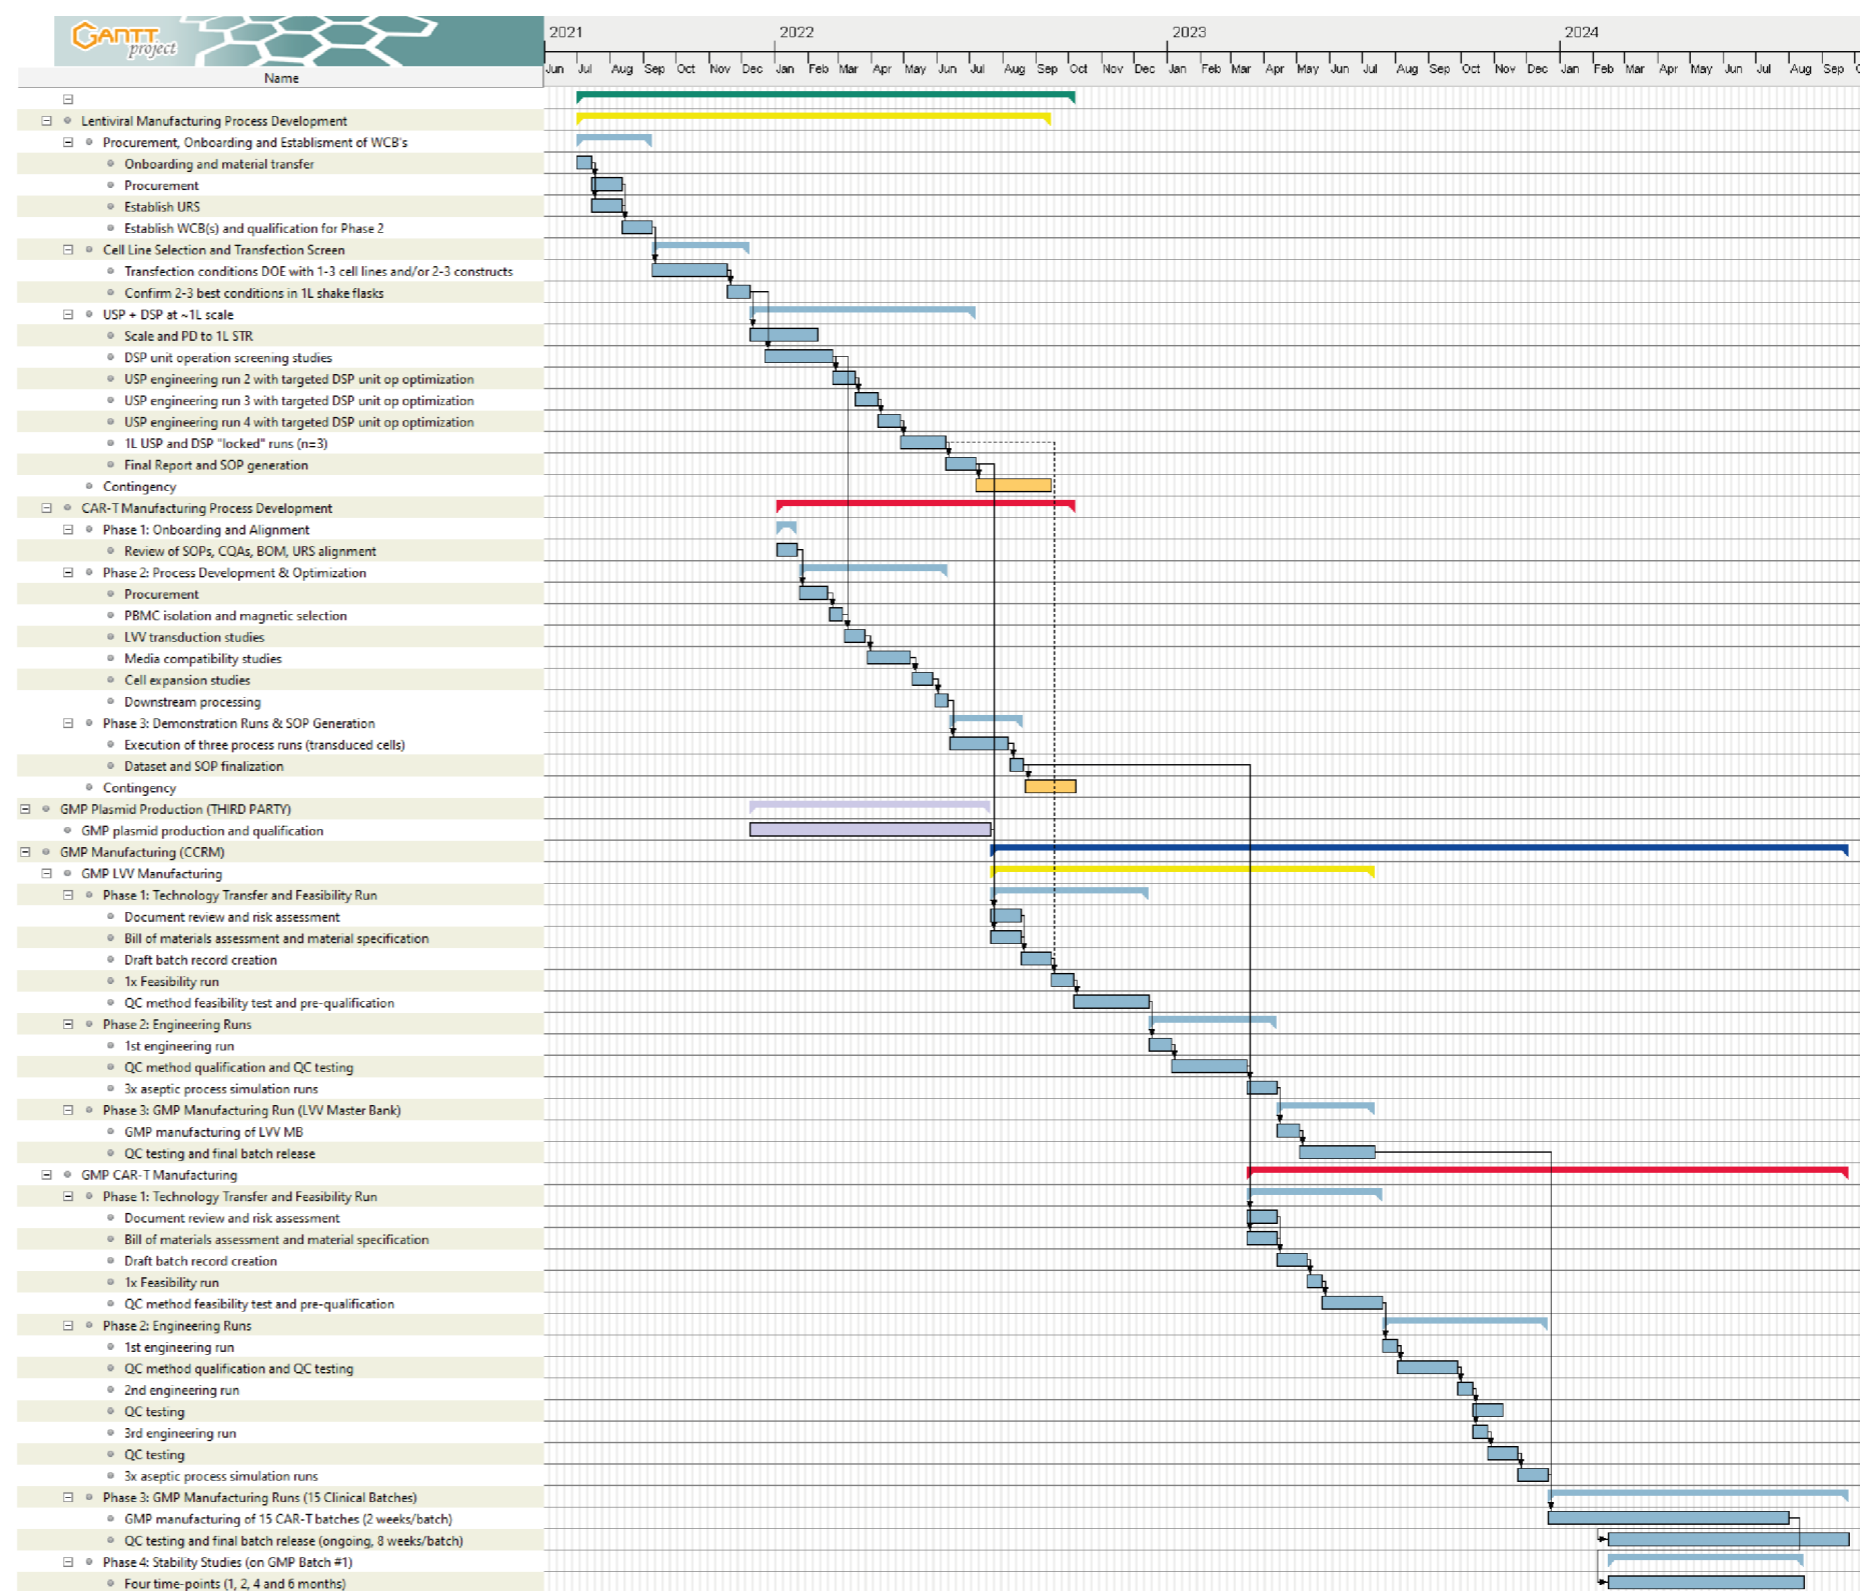 GANTT project
2021 2022 2023 2024
Name
Jun Jul Aug Sep Oct Nov Dec Jan Feb Mar Apr May Jun Jul Aug Sep Oct Nov Dec Jan Feb Mar Apr May Jun Jul Aug Sep Oct Nov Dec Jan Feb Mar Apr May Jun Jul Aug Sep
Lentiviral Manufacturing Process Development
Procurement, Onboarding and Establisment of WCB's
Onboarding and material transfer
Procurement
Establish URS
Establish WCB(s) and qualification for Phase 2
Cell Line Selection and Transfection Screen
Transfection conditions DOE with 1-3 cell lines and/or 2-3 constructs
Confirm 2-3 best conditions in 1L shake flasks
USP + DSP at ~1L scale
Scale and PD to 1L STR
DSP unit operation screening studies
USP engineering run 2 with targeted DSP unit op optimization
USP engineering run 3 with targeted DSP unit op optimization
USP engineering run 4 with targeted DSP unit op optimization
1L USP and DSP "locked" runs (n=3)
Final Report and SOP generation
Contingency
CAR-T Manufacturing Process Development
Phase 1: Onboarding and Alignment
Review of SOPs, CQAs, BOM, URS alignment
Phase 2: Process Development & Optimization
Procurement
PBMC isolation and magnetic selection
LVV transduction studies
Media compatibility studies
Cell expansion studies
Downstream processing
Phase 3: Demonstration Runs & SOP Generation
Execution of three process runs (transduced cells)
Dataset and SOP finalization
Contingency
GMP Plasmid Production (THIRD PARTY)
GMP plasmid production and qualification
GMP Manufacturing (CCRM)
GMP LVV Manufacturing
Phase 1: Technology Transfer and Feasibility Run
Document review and risk assessment
Bill of materials assessment and material specification
Draft batch record creation
1x Feasibility run
QC method feasibility test and pre-qualification
Phase 2: Engineering Runs
1st engineering run
QC method qualification and QC testing
3x aseptic process simulation runs
Phase 3: GMP Manufacturing Run (LVV Master Bank)
GMP manufacturing of LVV MB
QC testing and final batch release
GMP CAR-T Manufacturing
Phase 1: Technology Transfer and Feasibility Run
Document review and risk assessment
Bill of materials assessment and material specification
Draft batch record creation
1x Feasibility run
QC method feasibility test and pre-qualification
Phase 2: Engineering Runs
1st engineering run
QC method qualification and QC testing
2nd engineering run
QC testing
3rd engineering run
QC testing
3x aseptic process simulation runs
Phase 3: GMP Manufacturing Runs (15 Clinical Batches)
GMP manufacturing of 15 CAR-T batches (2 weeks/batch)
QC testing and final batch release (ongoing, 8 weeks/batch)
Phase 4: Stability Studies (on GMP Batch #1)
Four time-points (1, 2, 4 and 6 months)